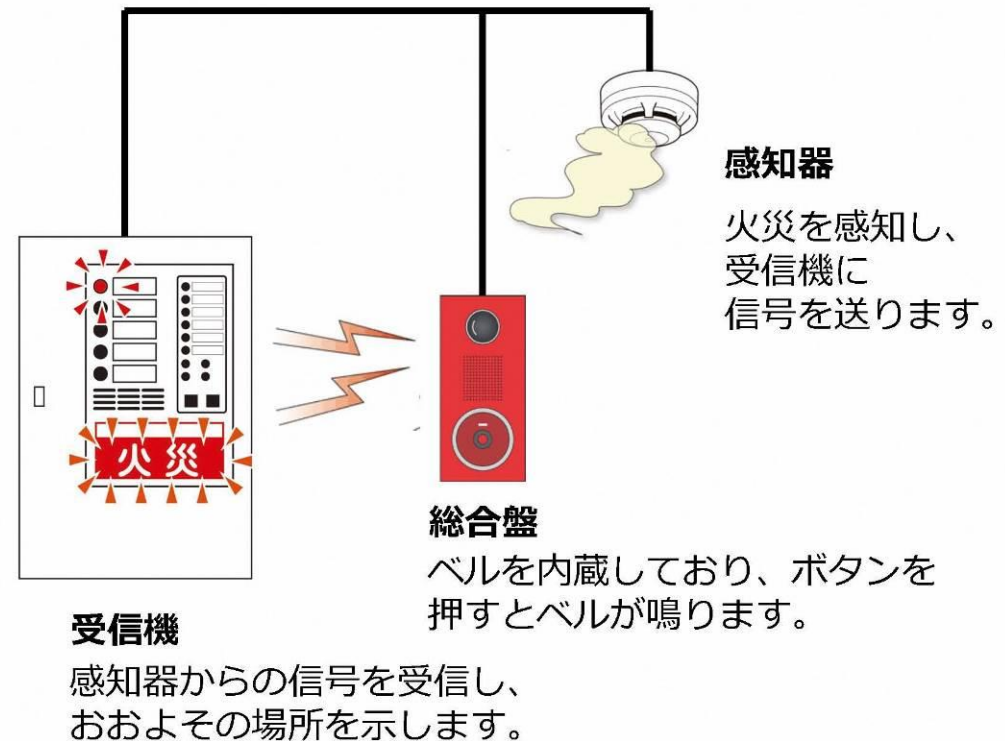 感知器
火災を感知し、
受信機に
信号を送ります。
火災
総合盤
ベルを内蔵しており、ボタンを
押すとベルが鳴ります。
受信機
感知器からの信号を受信し、
おおよその場所を示します。